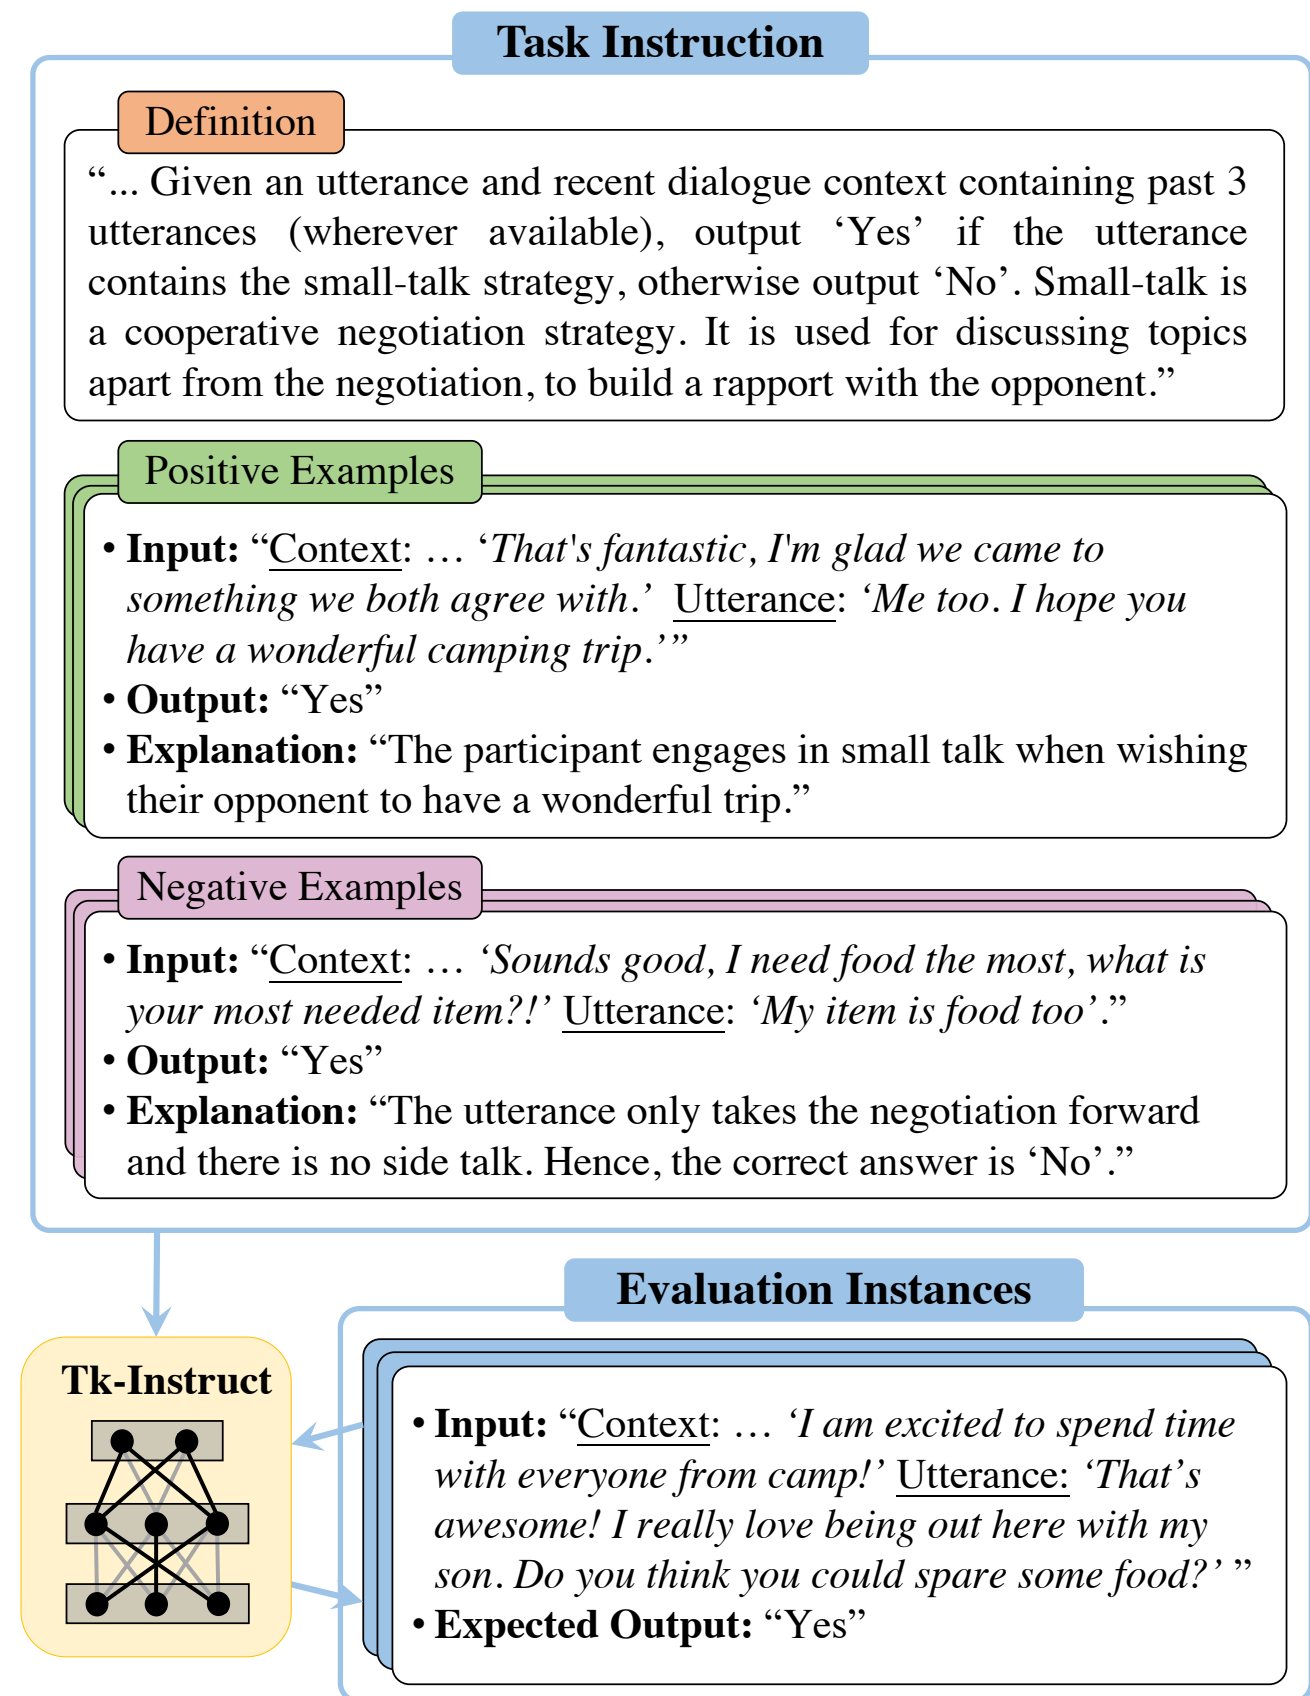 Task Instruction
Definition
“... Given an utterance and recent dialogue context containing past 3
utterances (wherever available), output ‘Yes’ if the utterance
contains the small-talk strategy, otherwise output ‘No’. Small-talk is
a cooperative negotiation strategy. It is used for discussing topics
apart from the negotiation, to build a rapport with the opponent.”
Positive Examples
• Input: “Context: … ‘That's fantastic, I'm glad we came to
something we both agree with.’ Utterance: ‘Me too. I hope you
have a wonderful camping trip.’”
• Output: “Yes”
• Explanation: “The participant engages in small talk when wishing
their opponent to have a wonderful trip.”
Negative Examples
• Input: “Context: … ‘Sounds good, I need food the most, what is
your most needed item?!’ Utterance: ‘My item is food too’.”
• Output: “Yes”
• Explanation: “The utterance only takes the negotiation forward
and there is no side talk. Hence, the correct answer is ‘No’.”
Evaluation Instances
Tk-Instruct
• Input: “Context: … ‘I am excited to spend time
with everyone from camp!’ Utterance: ‘That’s
awesome! I really love being out here with my
son. Do you think you could spare some food?’ ”
• Expected Output: “Yes”